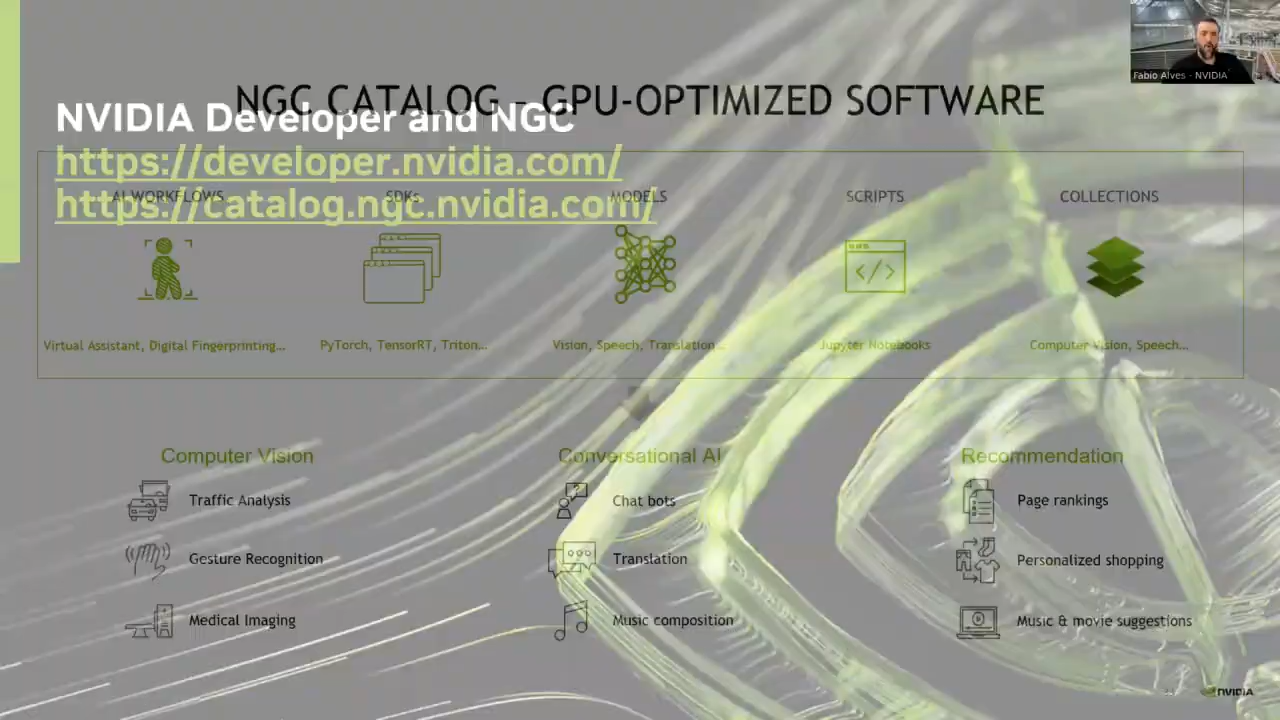 Fabio Alves - NVIDIA
NGC CATALOG – GPU-OPTIMIZED SOFTWARE
NVIDIA Developer and NGC
https://developer.nvidia.com/
https://catalog.ngc.nvidia.com/
AI WORKFLOWS
SDKs
MODELS
SCRIPTS
COLLECTIONS
Virtual Assistant, Digital Fingerprinting...
PyTorch, TensorRT, Triton...
Vision, Speech, Translation...
Jupyter Notebooks
Computer Vision, Speech...
Computer Vision
Traffic Analysis
Gesture Recognition
Medical Imaging
Conversational AI
Chat bots
Translation
Music composition
Recommendation
Page rankings
Personalized shopping
Music & movie suggestions
NVIDIA